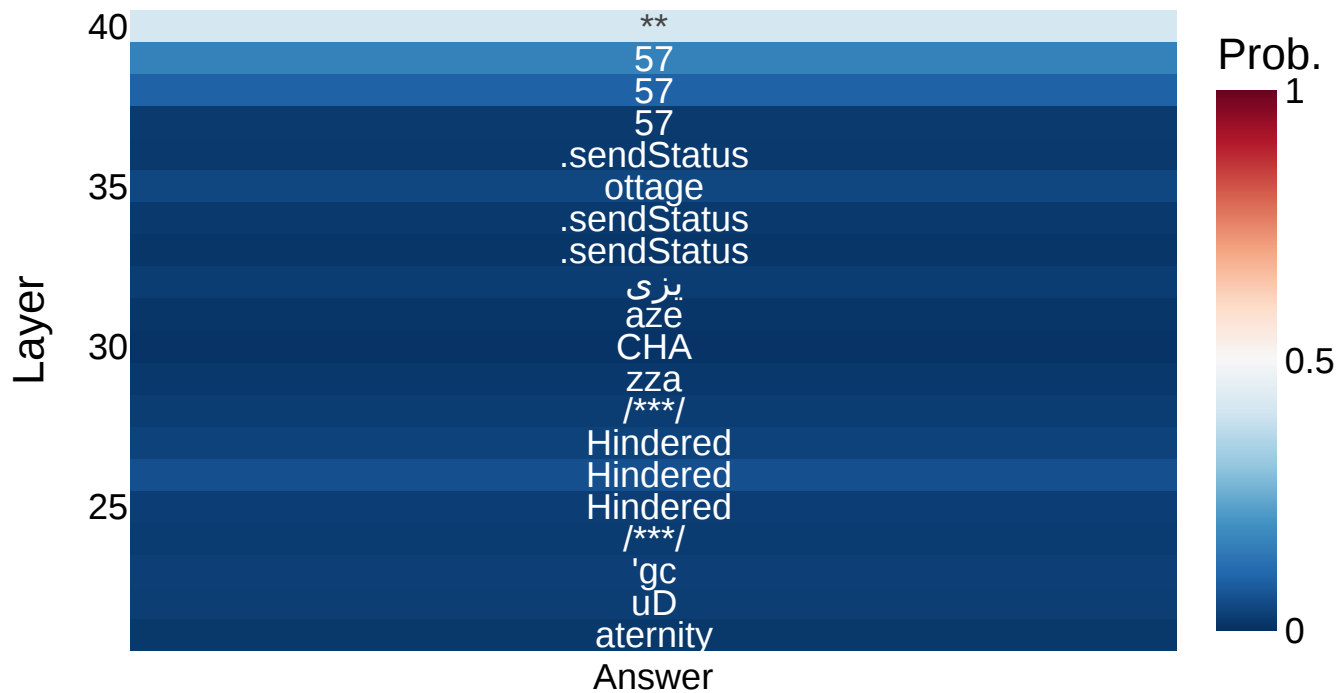 40
**
57
57
57
.sendStatus
35
ottage
.sendStatus
.sendStatus
یزی
aze
30
CHA
zza
/***/
Hindered
Hindered
25
Hindered
/***/
'gc
uD
aternity
Layer
Answer
Prob.
1
0.5
0